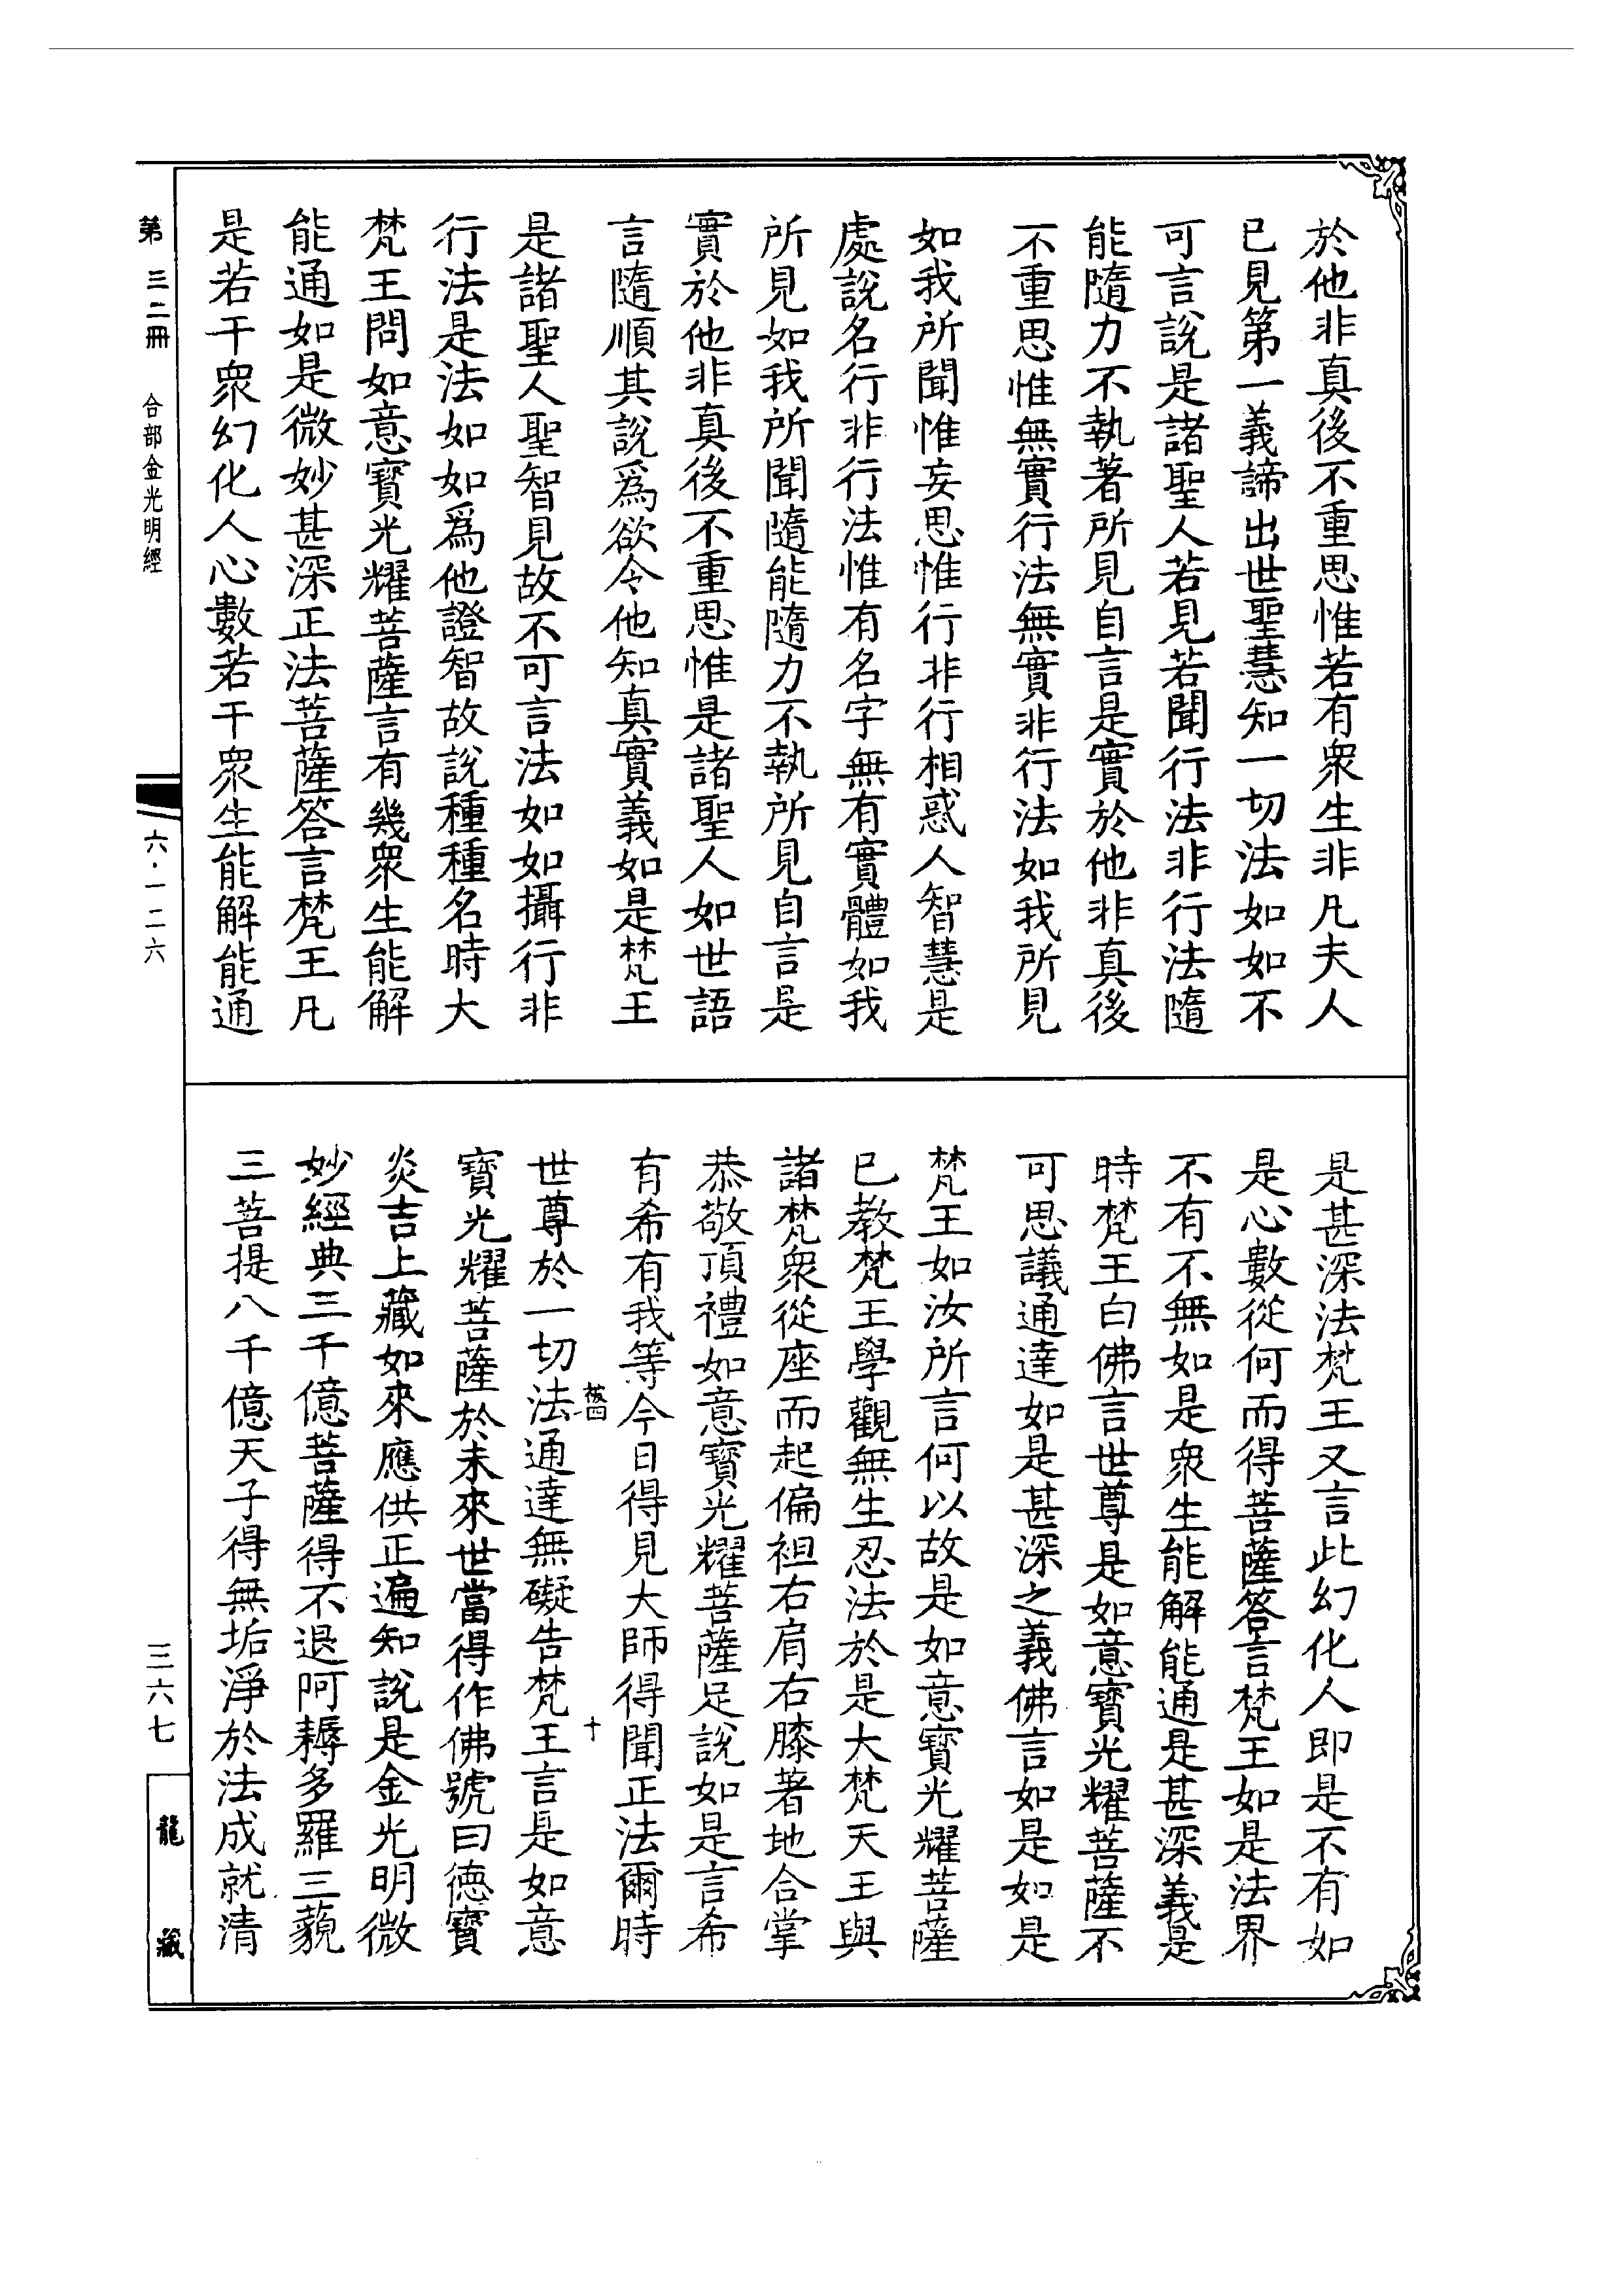 於他非真後不重思惟若有衆生非凡夫人
已見第一義諦出世聖慧知一切法如如不
可言說是諸聖人若見若聞行法非行法隨
能隨力不執著所見自言是實於他非真後
不重思惟無實行法無實非行法如我所見
如我所聞惟妄思惟行非行相惑人智慧是
處說名行非行法惟有名字無有實體如我
所見如我所聞隨能隨力不執所見自言是
實於他非真後不重思惟是諸聖人如世語
言隨順其說爲欲令他知真實義如是梵王
是諸聖人聖智見故不可言法如如攝行非
行法是法如如爲他證智故說種種名時大
梵王問如意寶光耀菩薩言有幾衆生能解
能通如是微妙甚深正法菩薩答言梵王凡
是若干衆幻化人心數若干衆生能解能通
是甚深法梵王又言此幻化人即是不有如
是心數從何而得菩薩答言梵王如是法界
不有不無如是衆生能解能通是甚深義是
時梵王白佛言世尊是如意寶光耀菩薩不
可思議通達如是甚深之義佛言如是如是
梵王如汝所言何以故是如意寶光耀菩薩
已教梵王學觀無生忍法於是大梵天王與
諸梵衆從座而起偏袒右肩右膝著地合掌
恭敬頂禮如意寶光耀菩薩足說如是言希
有希有我等今日得見大師得聞正法爾時
十
世尊於一切法通達無礙告梵王言是如意
寶光耀菩薩於未來世當得作佛號曰德寶
炎吉上藏如來應供正遍知說是金光明微
妙經典三千億菩薩得不退阿耨多羅三藐
三菩提八千億天子得無垢淨於法成就清
第三二冊 合部金光明經
六·一二六
三六七
龍藏